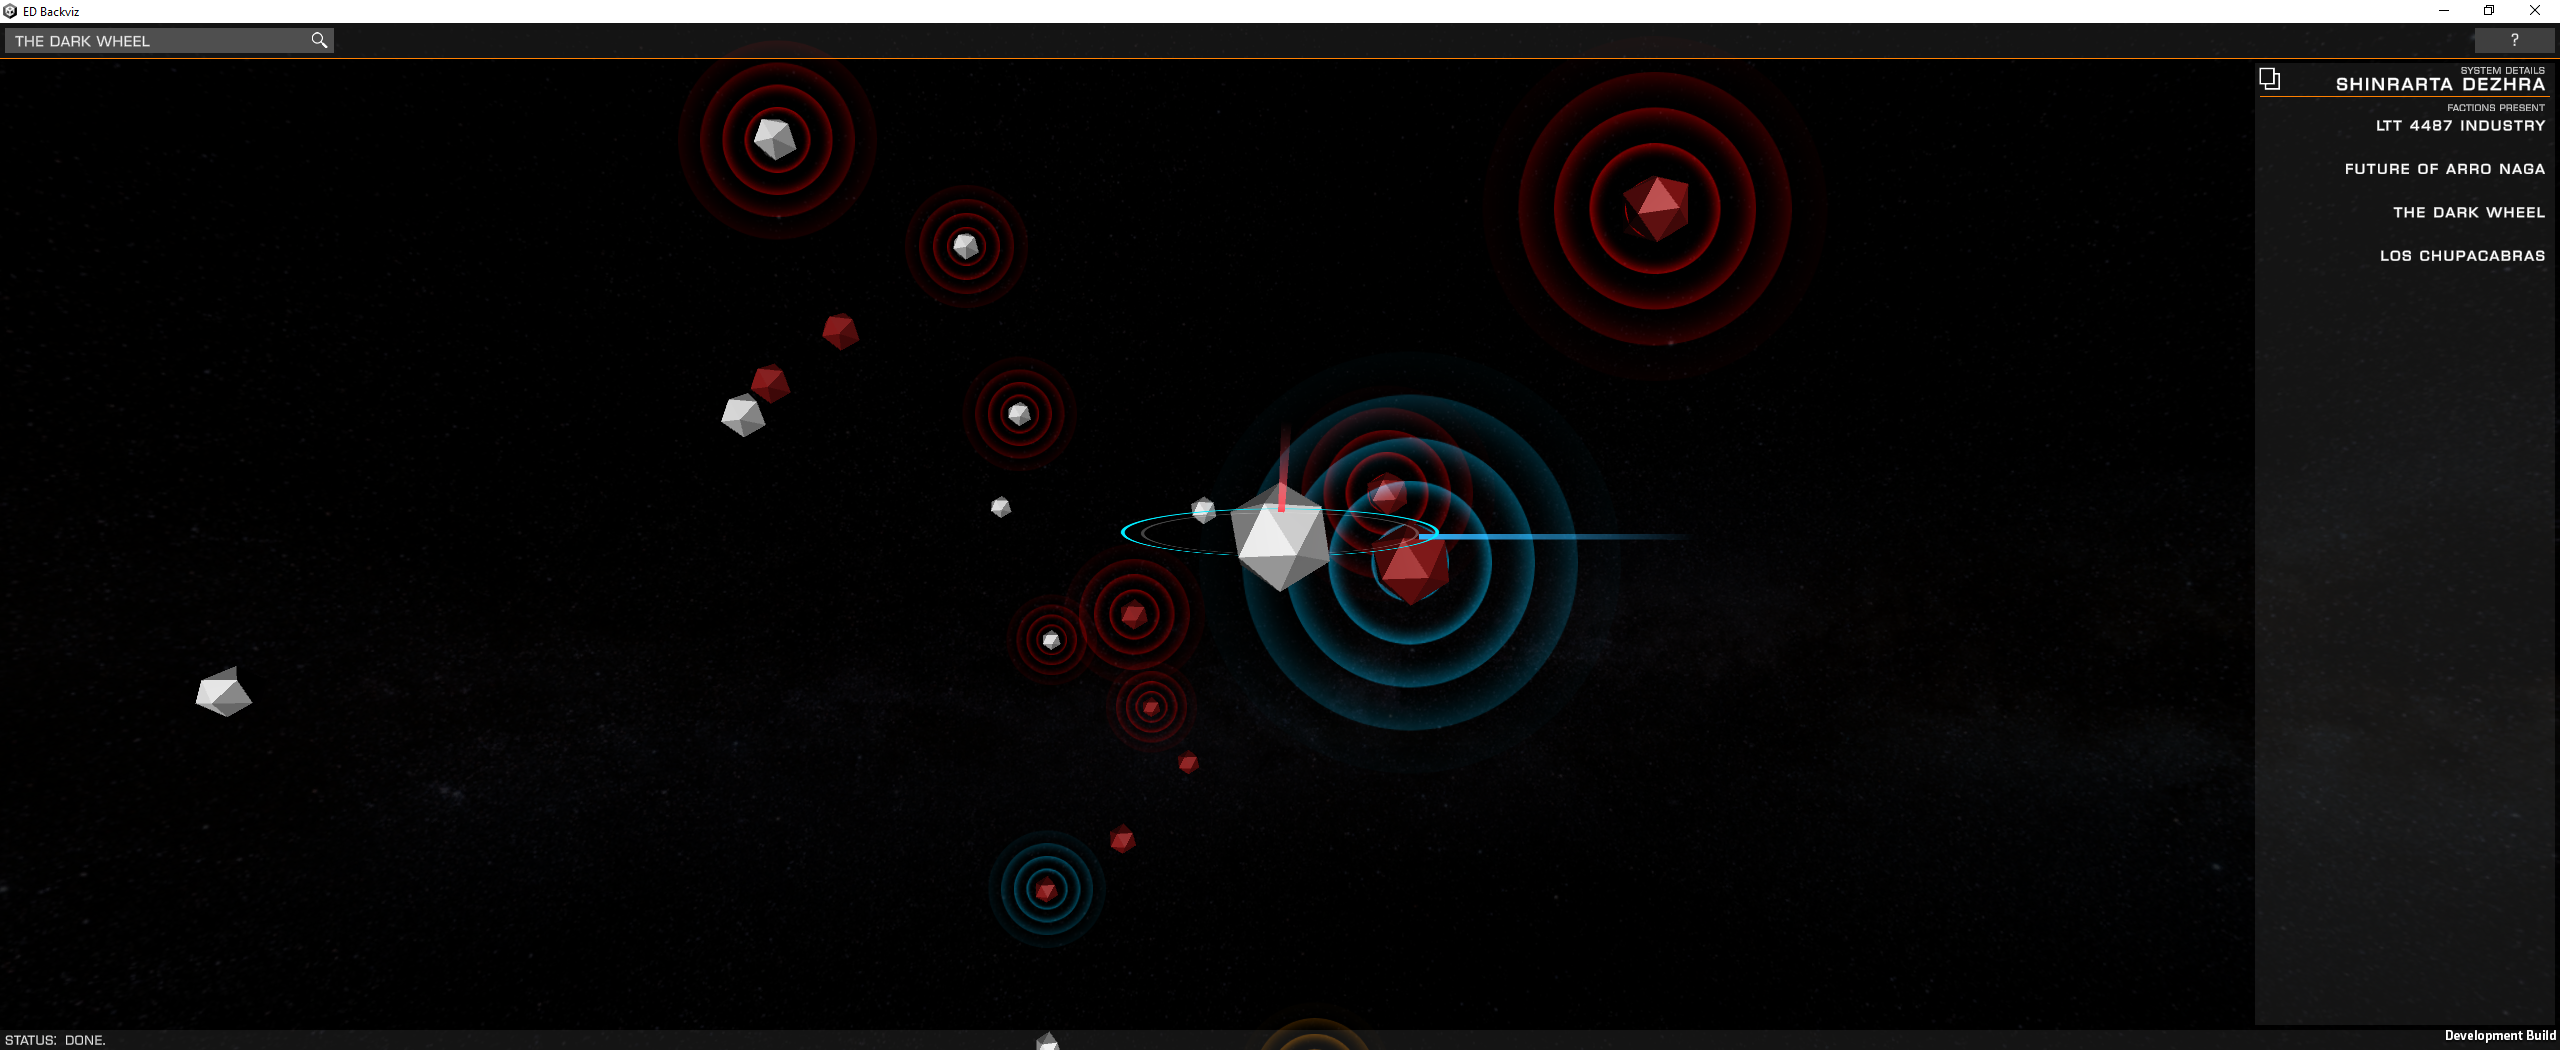 ED Backviz
THE DARK WHEEL
?
SYSTEM DETAILS
SHINRARTA DEZHRA
FACTIONS PRESENT
LTT 4487 INDUSTRY
FUTURE OF ARRO NAGA
THE DARK WHEEL
LOS CHUPACABRAS
STATUS: DONE.
Development Build